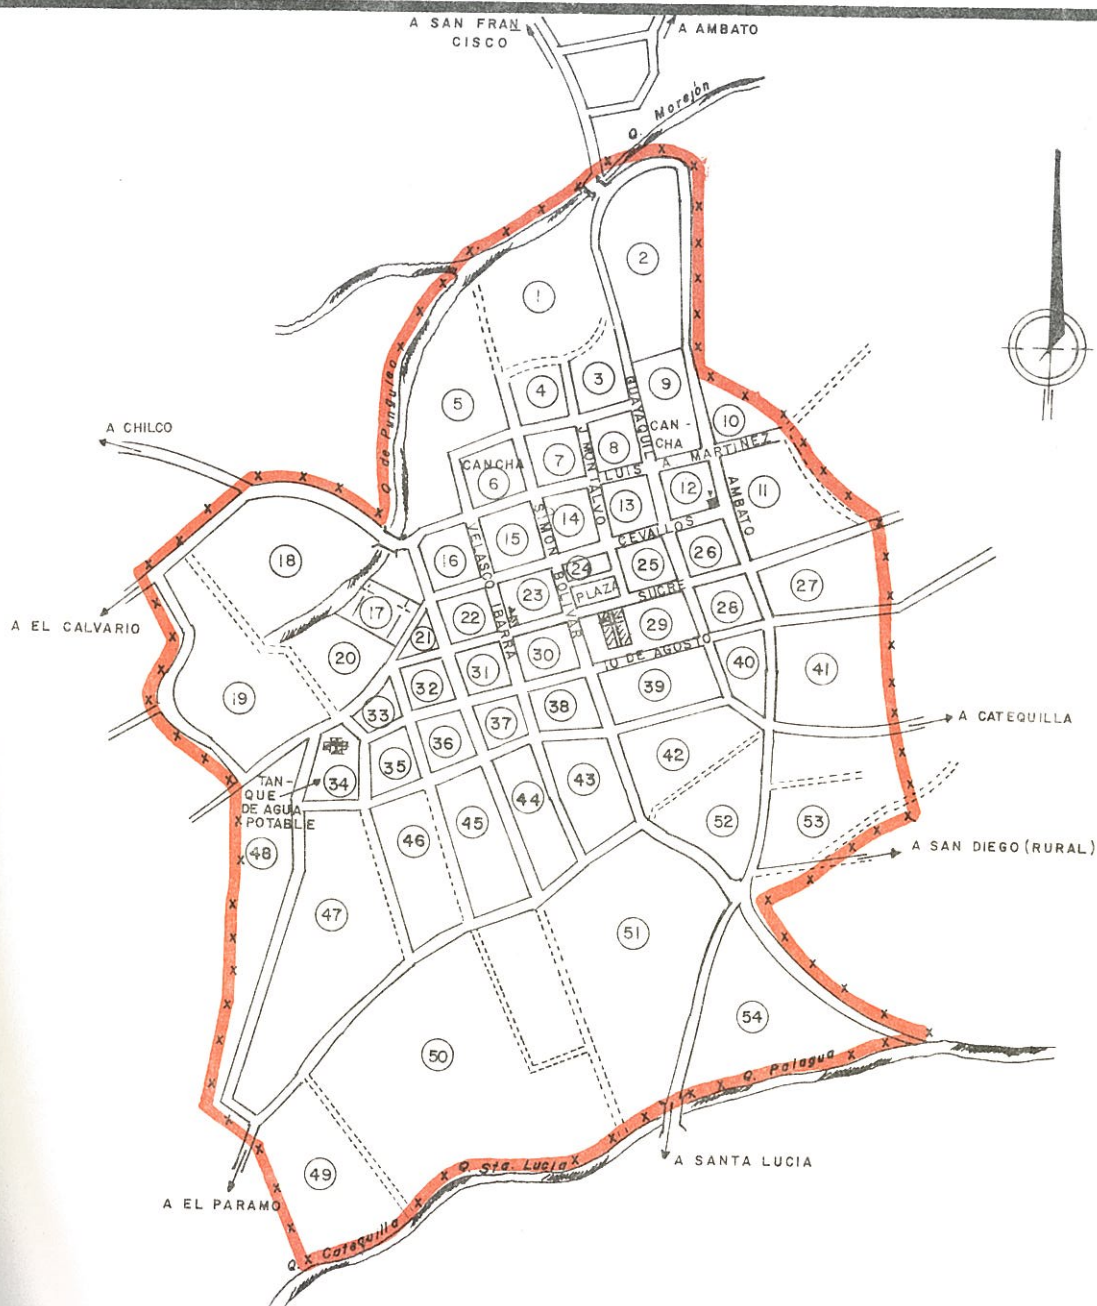 A SAN FRAN
CISCO
A AMBATO
Q. Morejón
2
1
3
4
5
9
GUAYAQUIL
10
CAN -
CHA
8
7
J. MONTALVO
A CHILCO
Q de Punguleo
CANCHA
6
LUIS A MARTINEZ
12
11
AMBATO
13
14
SIMON BOLIVAR
15
CEVALLOS
16
VELASCO IBARRA
18
26
25
24
PLAZA
SUCRE
27
23
22
17
28
29
21
A EL CALVARIO
20
30
10 DE AGOSTO
31
40
41
32
39
19
33
38
37
A CATEQUILLA
36
35
42
34
43
44
TAN -
QUE
DE AGUA
POTABLE
45
46
52
53
48
A SAN DIEGO (RURAL)
47
51
54
50
Q. Palagua
Q. Sta. Lucia
A SANTA LUCIA
49
A EL PARAMO
Q. Catequilla